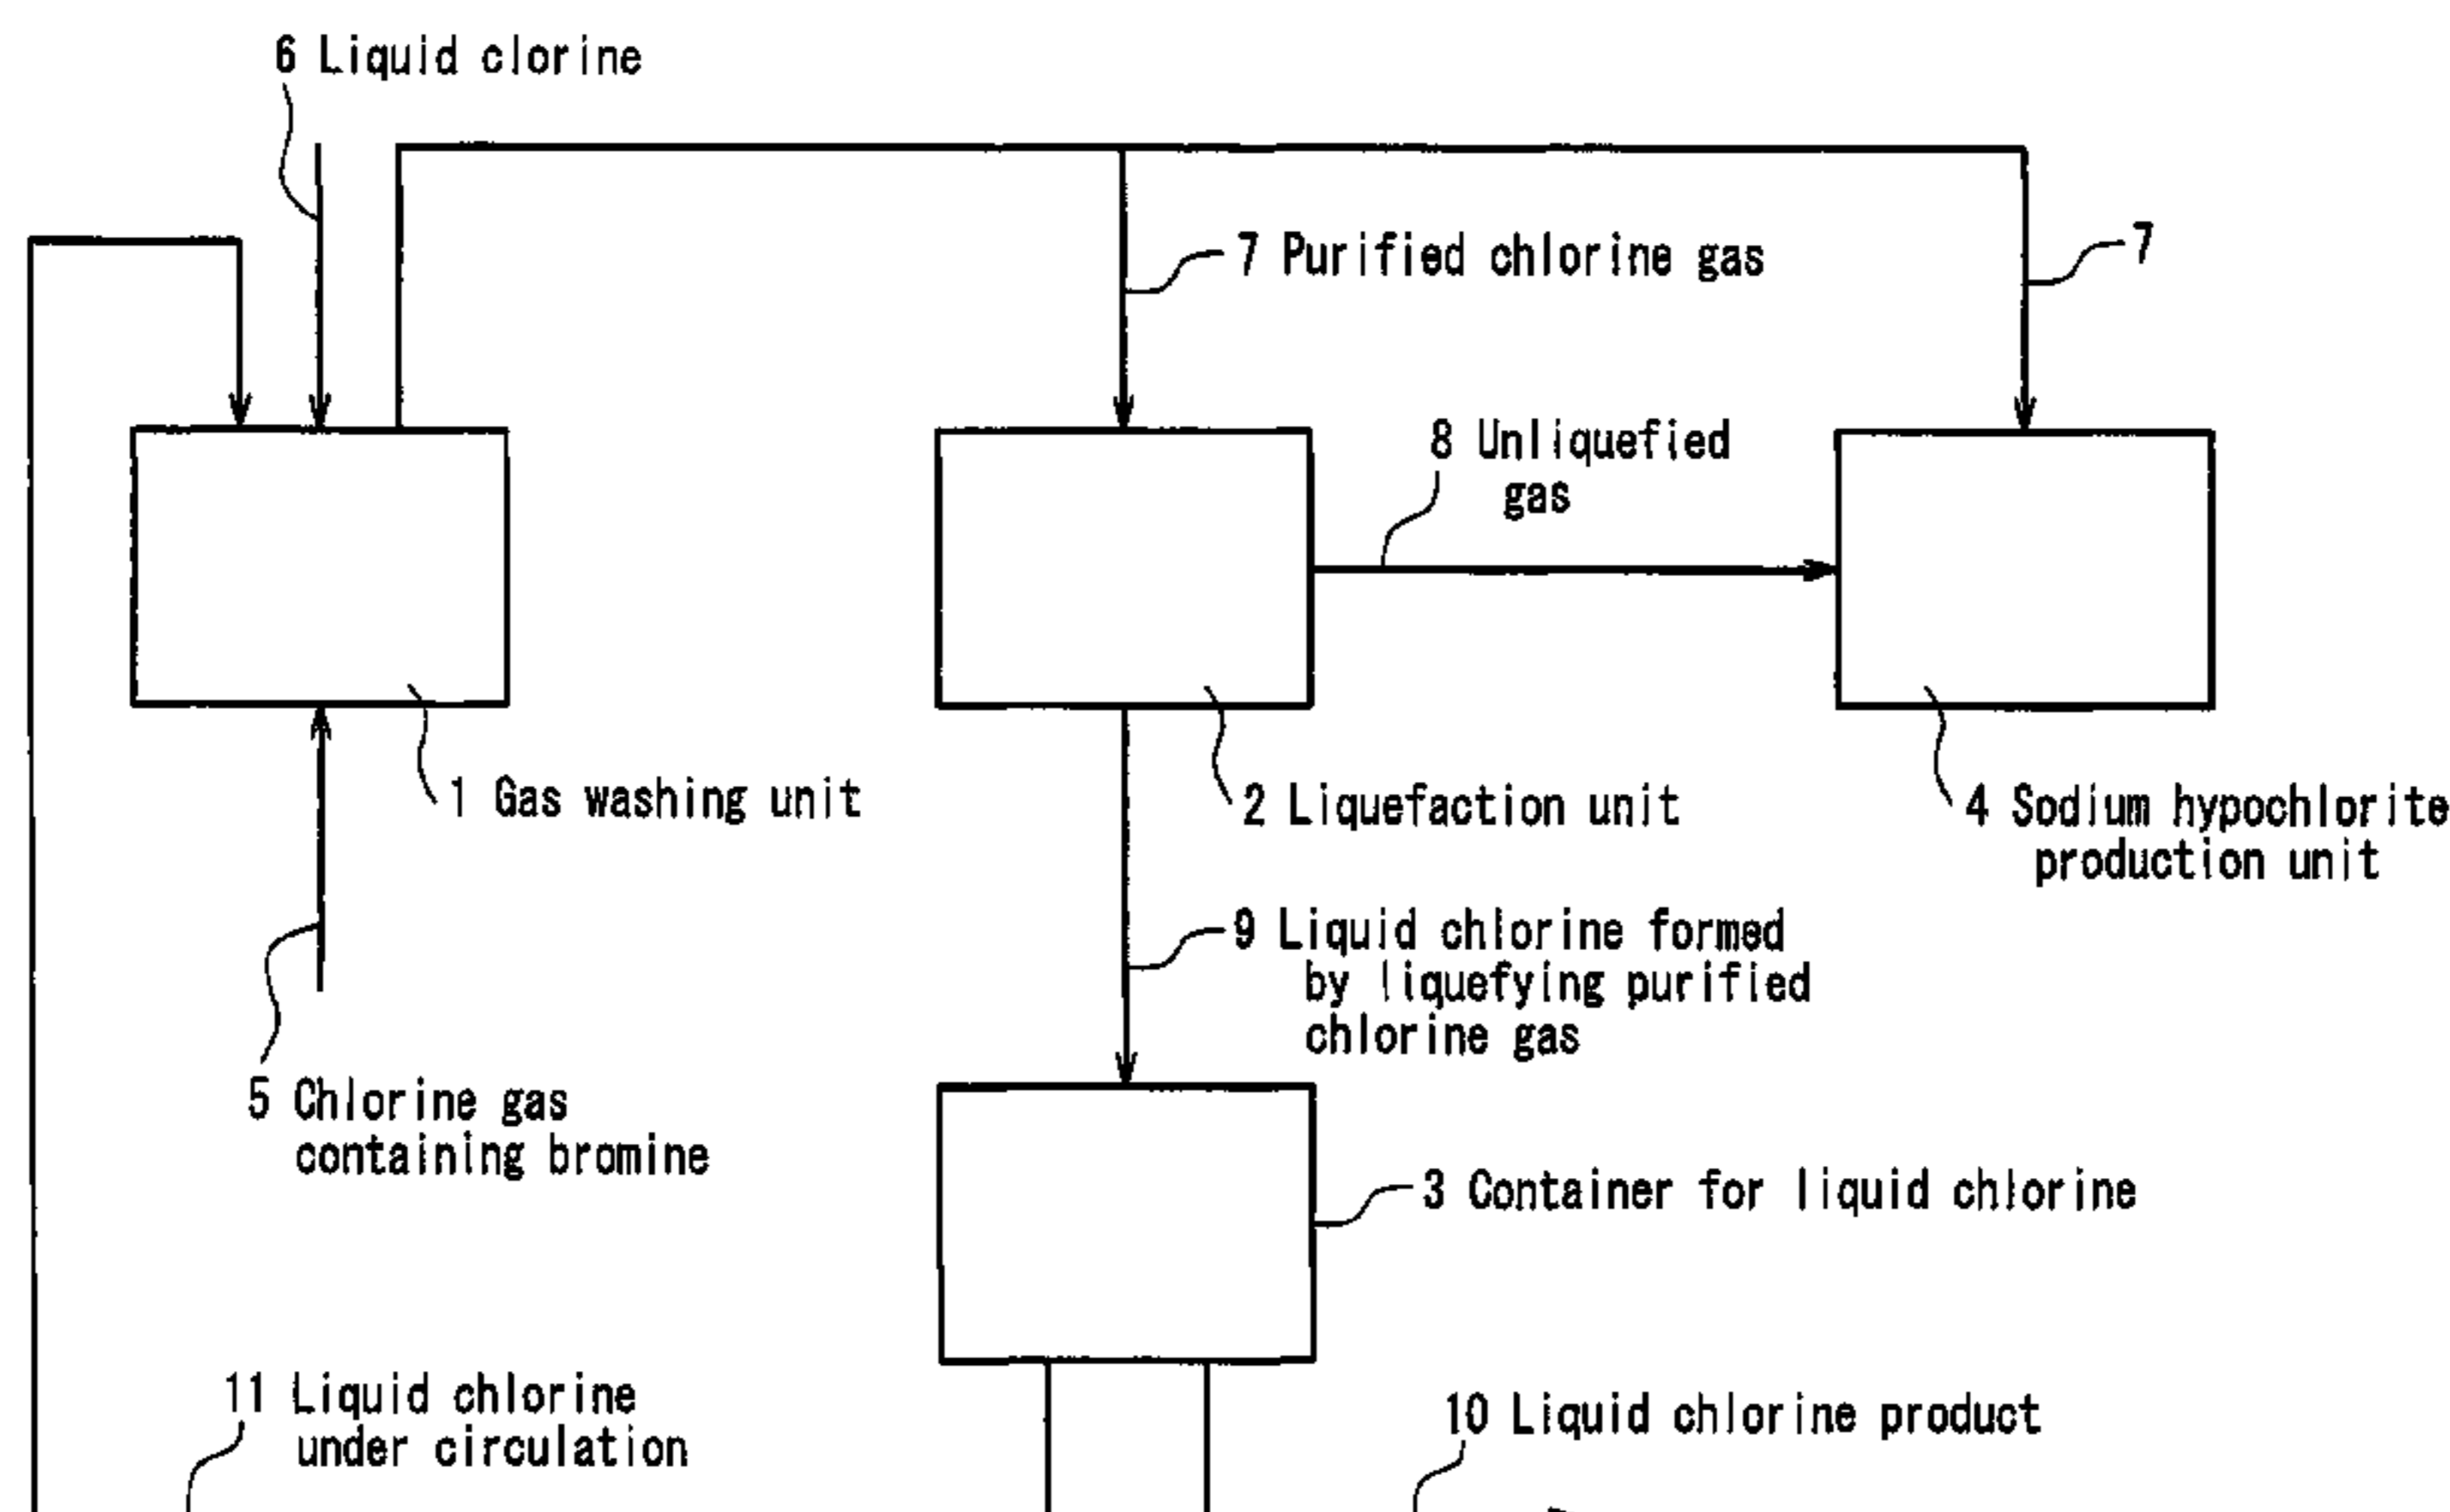 6 Liquid clorine
7 Purified chlorine gas
7
8 Unliquefied
gas
1 Gas washing unit
2 Liquefaction unit
4 Sodium hypochlorite
production unit
9 Liquid chlorine formed
by liquefying purified
chlorine gas
5 Chlorine gas
containing bromine
3 Container for liquid chlorine
11 Liquid chlorine
under circulation
10 Liquid chlorine product